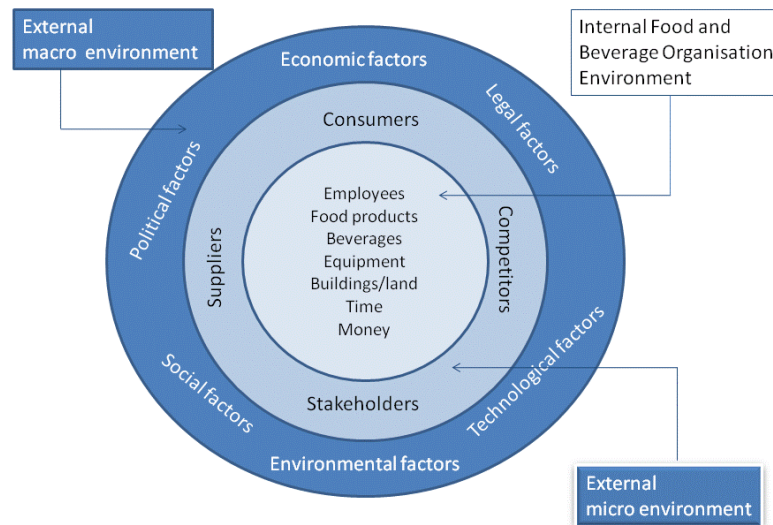 External
macro environment
Internal Food and
Beverage Organisation
Environment
Economic factors
Legal factors
Political factors
Consumers
Suppliers
Competitors
Employees
Food products
Beverages
Equipment
Buildings/land
Time
Money
Social factors
Technological factors
Stakeholders
Environmental factors
External
micro environment